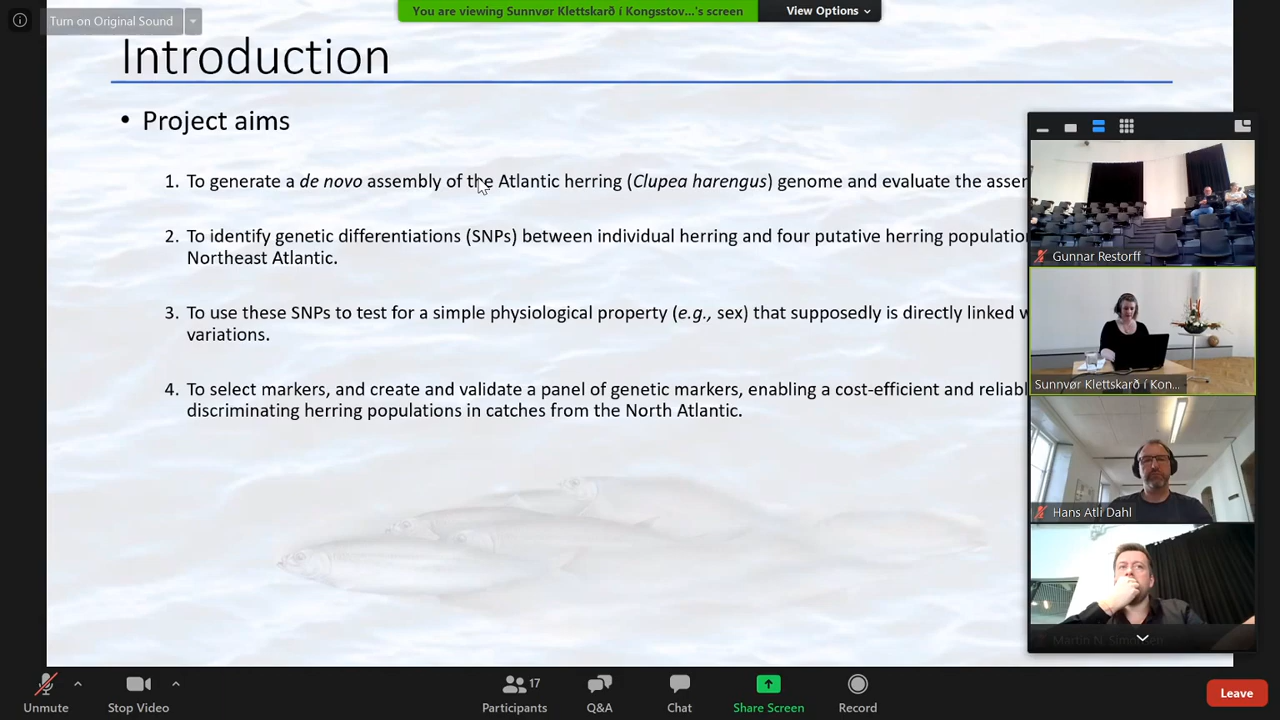 Turn on Original Sound
You are viewing Sunnvør Klettskarð í Kongsstov...'s screen
View Options
Introduction
• Project aims
1. To generate a de novo assembly of the Atlantic herring (Clupea harengus) genome and evaluate the asser
2. To identify genetic differentiations (SNPs) between individual herring and four putative herring populatio
Northeast Atlantic.
3. To use these SNPs to test for a simple physiological property (e.g., sex) that supposedly is directly linked w
variations.
4. To select markers, and create and validate a panel of genetic markers, enabling a cost-efficient and reliabl
discriminating herring populations in catches from the North Atlantic.
Gunnar Restorff
Sunnvør Klettskarð í Kon...
Hans Atli Dahl
Unmute
Stop Video
17
Participants
Q&A
Chat
Share Screen
Record
Leave